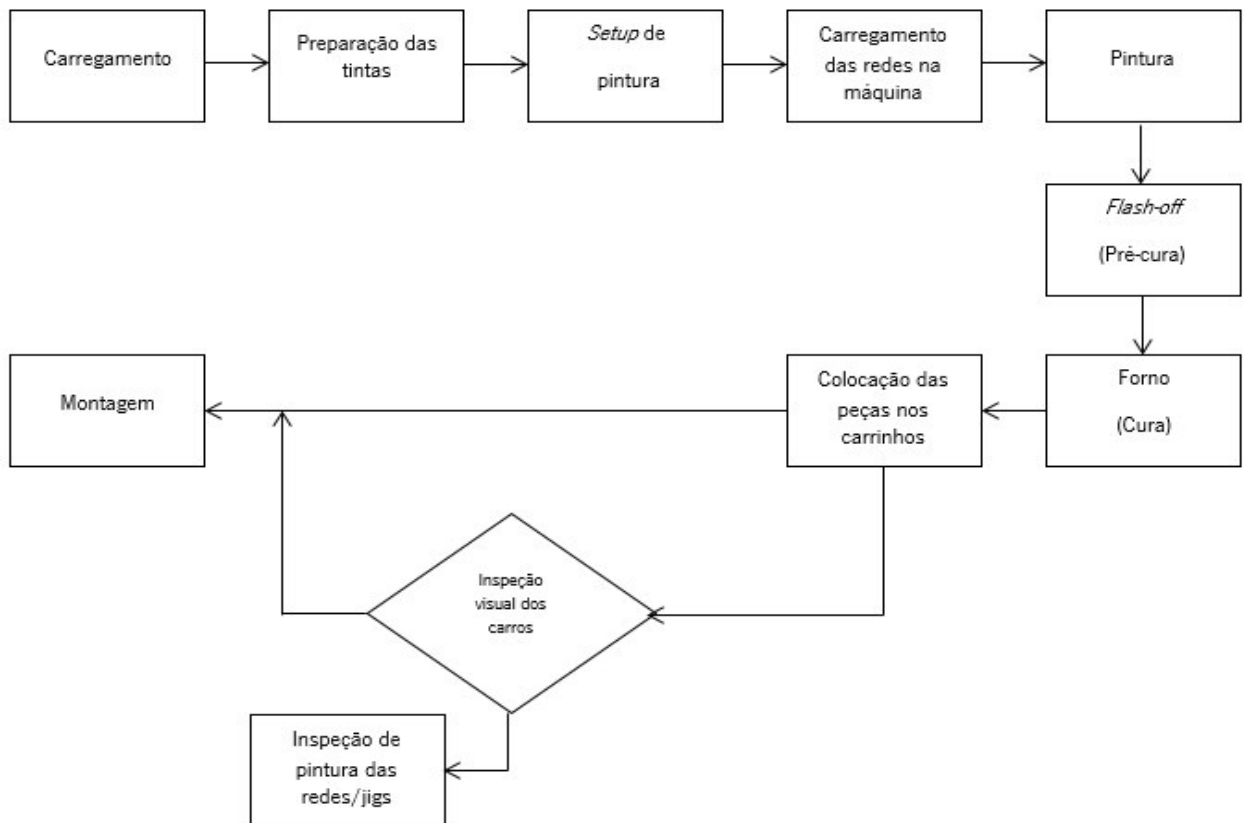 Carregamento
Preparação das
tintas
Setup de
pintura
Carregamento
das redes na
máquina
Pintura
Flash-off
(Pré-cura)
Forno
(Cura)
Colocação das
peças nos
carrinhos
Montagem
Inspeção
visual dos
carros
Inspeção de
pintura das
redes/jigs